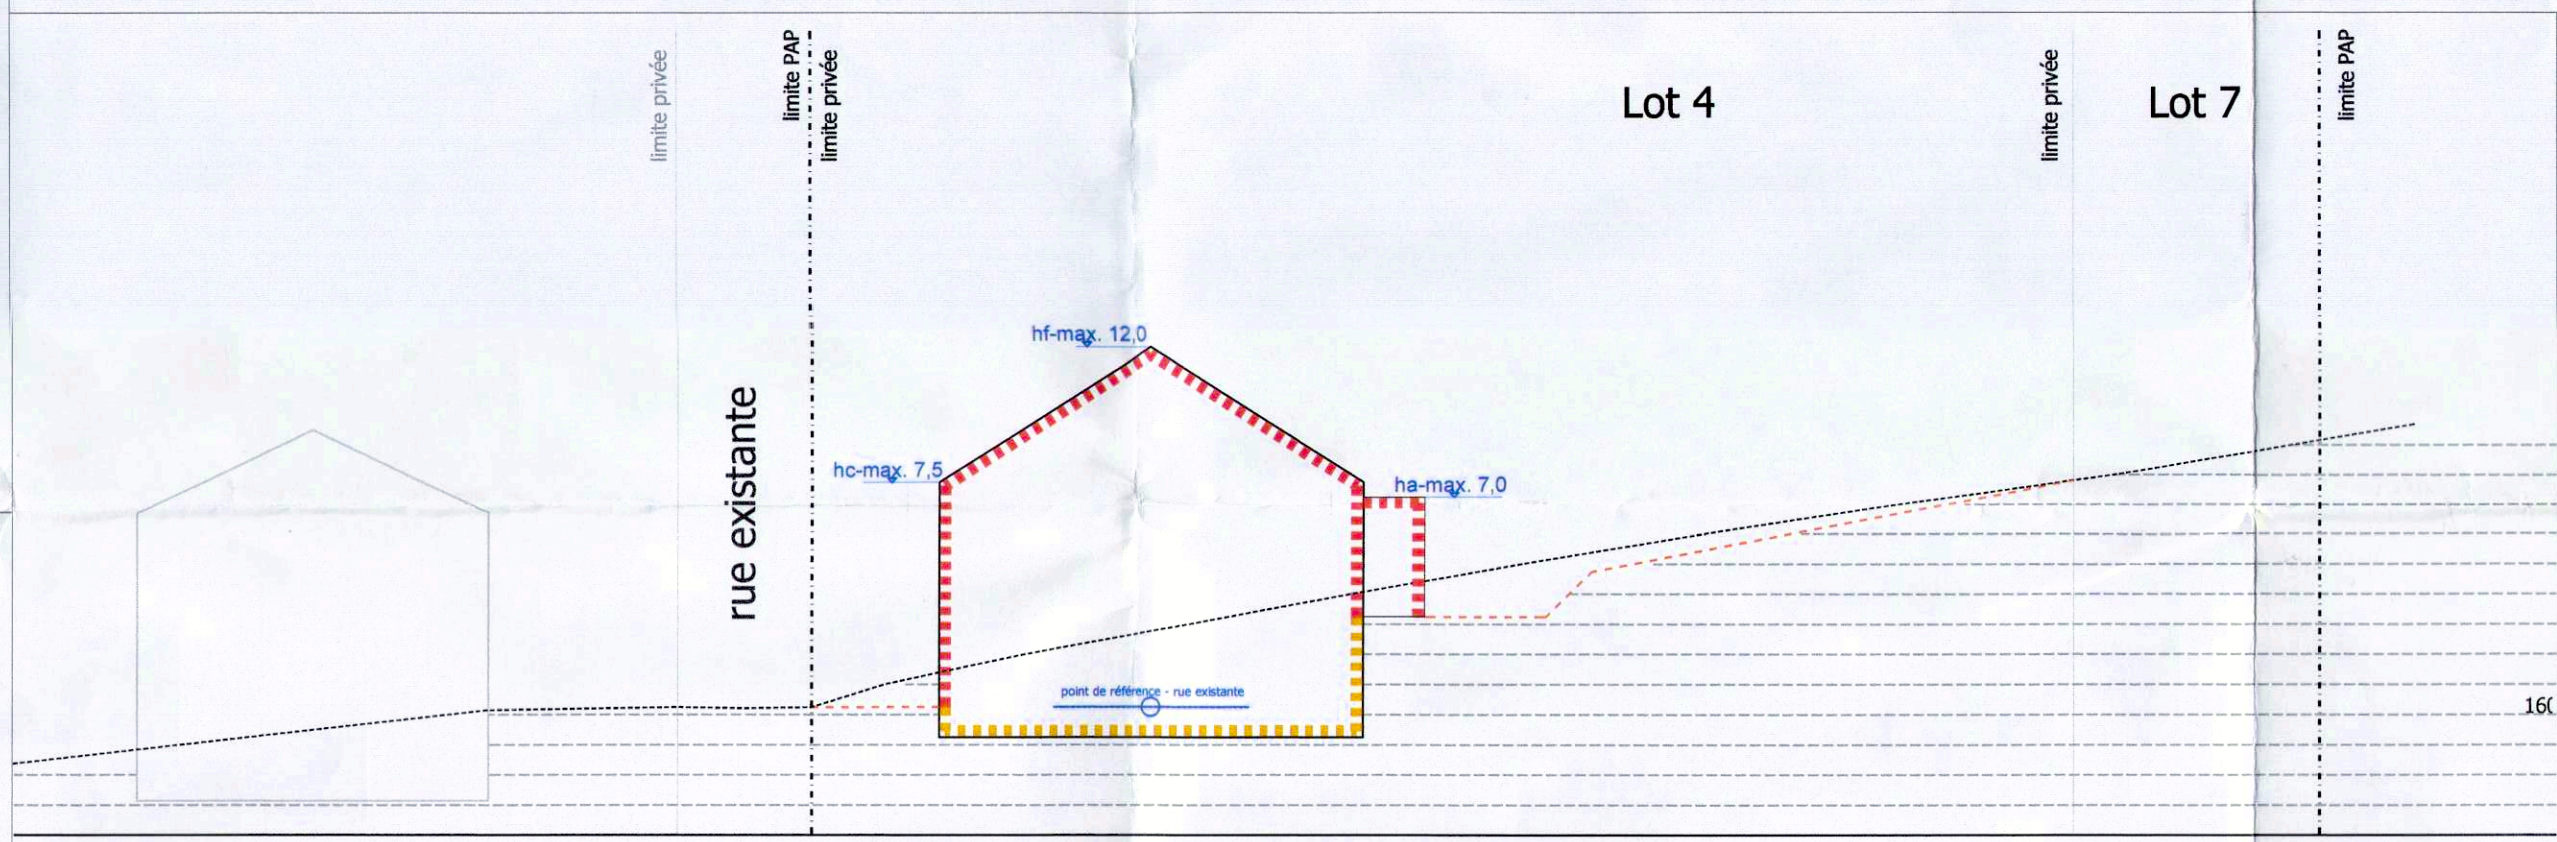 limite privée
limite PAP
limite privée
Lot 4
limite privée
Lot 7
limite PAP
hf-max. 12,0
rue existante
hc-max. 7,5
ha-max. 7,0
point de référence - rue existante